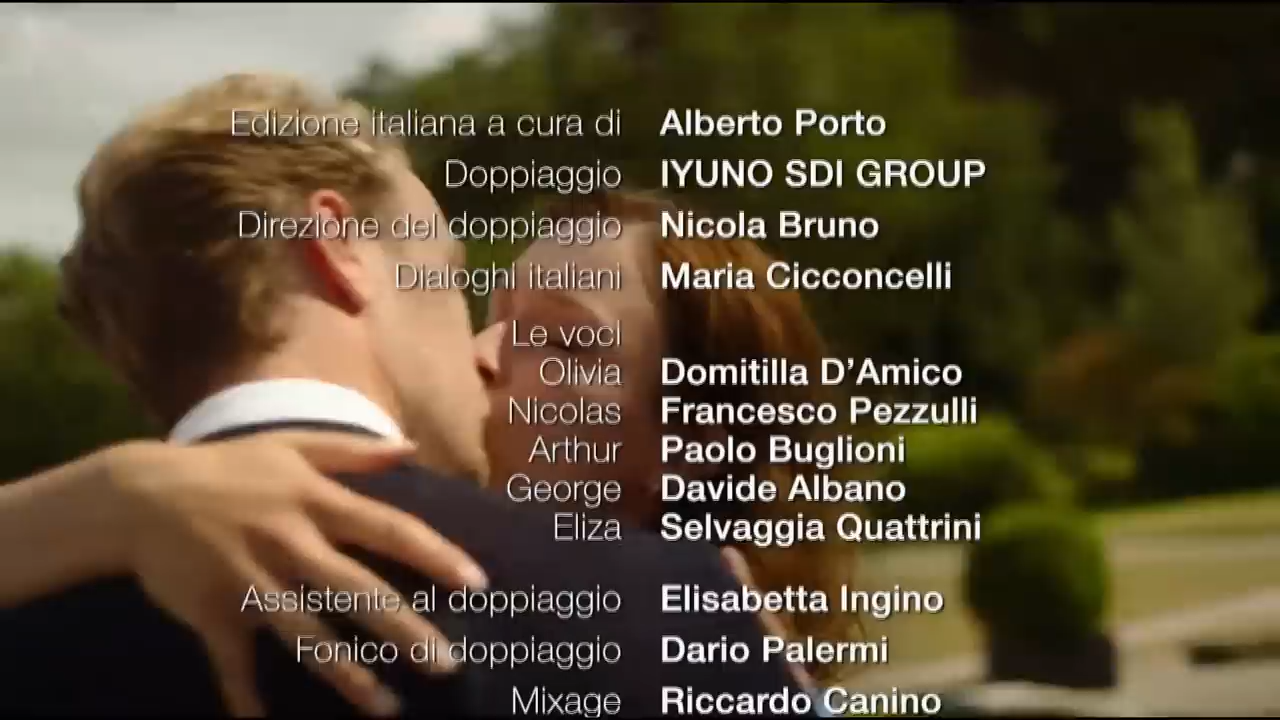 Edizione italiana a cura di Alberto Porto
Doppiaggio IYUNO SDI GROUP
Direzione del doppiaggio Nicola Bruno
Dialoghi italiani Maria Cicconcelli
Le voci
Olivia Domitilla D'Amico
Nicolas Francesco Pezzulli
Arthur Paolo Buglioni
George Davide Albano
Eliza Selvaggia Quattrini
Assistente al doppiaggio Elisabetta Ingino
Fonico di doppiaggio Dario Palermi
Mixage Riccardo Canino